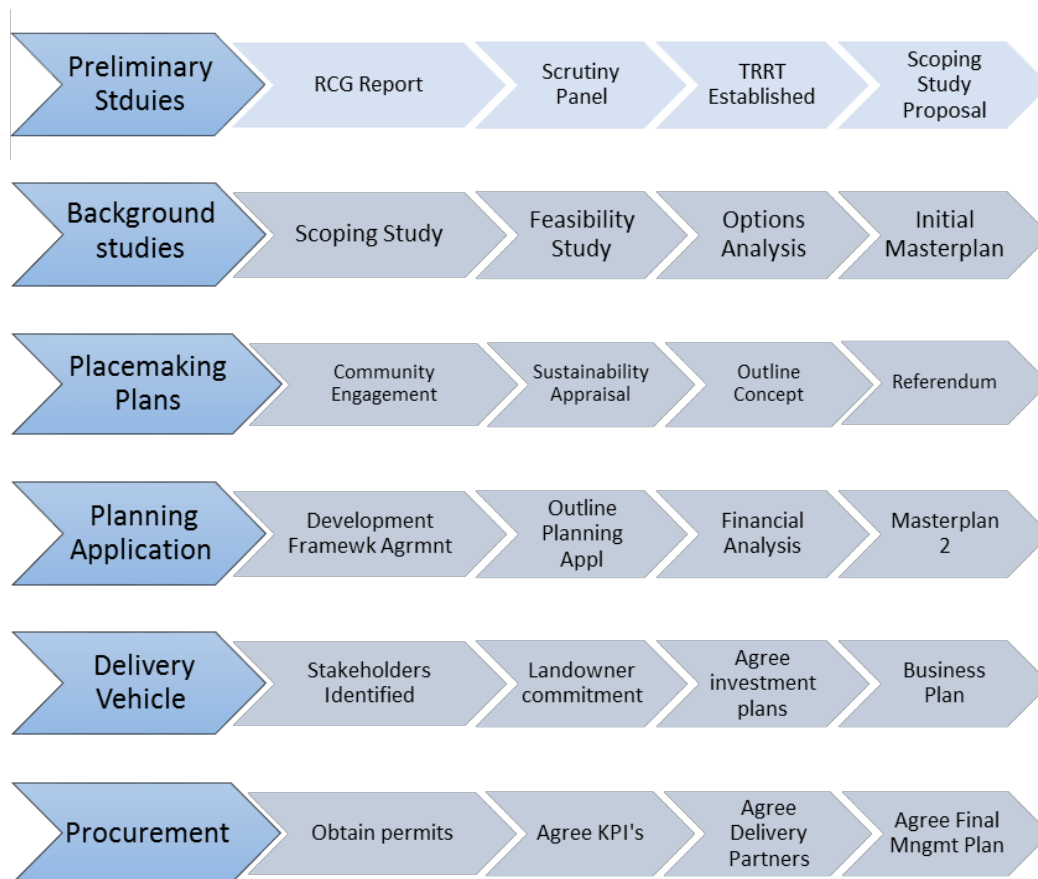 Preliminary
Stduies
RCG Report
Scrutiny
Panel
TRRT
Established
Scoping
Study
Proposal
Background
studies
Scoping Study
Feasibility
Study
Options
Analysis
Initial
Masterplan
Placemaking
Plans
Community
Engagement
Sustainability
Appraisal
Outline
Concept
Referendum
Planning
Application
Development
Framewk Agrmnt
Outline
Planning
Appl
Financial
Analysis
Masterplan
2
Delivery
Vehicle
Stakeholders
Identified
Landowner
commitment
Agree
investment
plans
Business
Plan
Procurement
Obtain permits
Agree KPI's
Agree
Delivery
Partners
Agree Final
Mngmt Plan